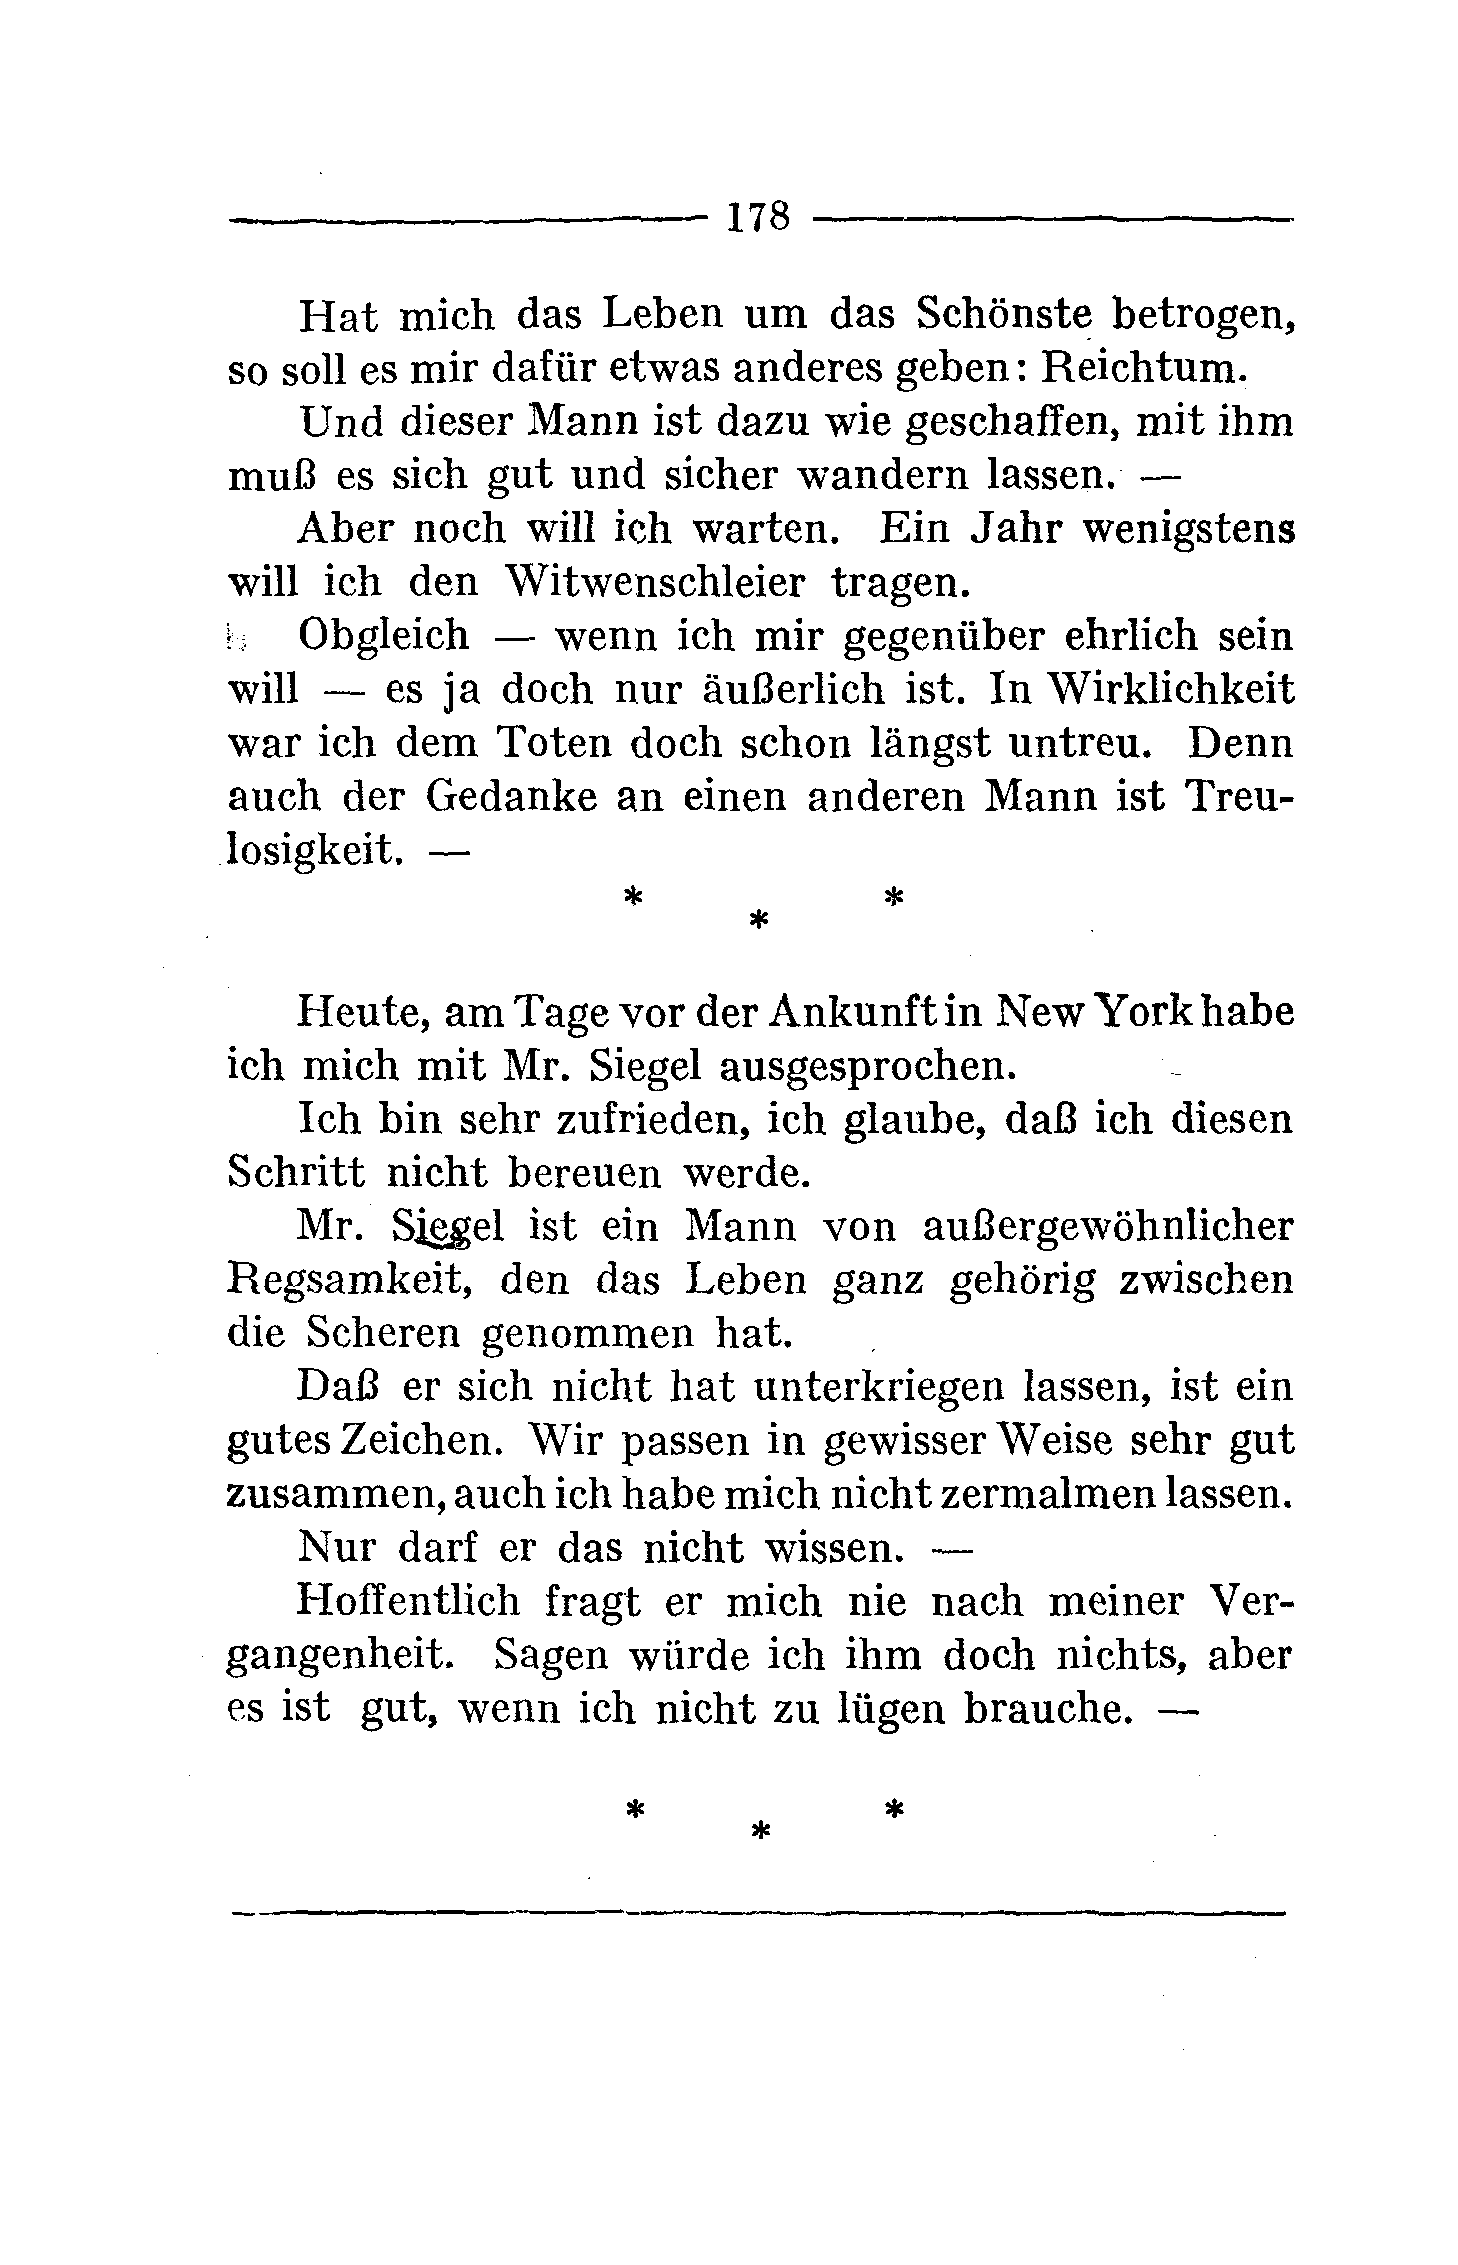 178
Hat mich das Leben um das Schönste betrogen,
so soll es mir dafür etwas anderes geben: Reichtum.
Und dieser Mann ist dazu wie geschaffen, mit ihm
muß es sich gut und sicher wandern lassen. —
Aber noch will ich warten. Ein Jahr wenigstens
will ich den Witwenschleier tragen.
Obgleich — wenn ich mir gegenüber ehrlich sein
will — es ja doch nur äußerlich ist. In Wirklichkeit
war ich dem Toten doch schon längst untreu. Denn
auch der Gedanke an einen anderen Mann ist Treu-
losigkeit. —
* * *
Heute, am Tage vor der Ankunft in New York habe
ich mich mit Mr. Siegel ausgesprochen.
Ich bin sehr zufrieden, ich glaube, daß ich diesen
Schritt nicht bereuen werde.
Mr. Siegel ist ein Mann von außergewöhnlicher
Regsamkeit, den das Leben ganz gehörig zwischen
die Scheren genommen hat.
Daß er sich nicht hat unterkriegen lassen, ist ein
gutes Zeichen. Wir passen in gewisser Weise sehr gut
zusammen, auch ich habe mich nicht zermalmen lassen.
Nur darf er das nicht wissen. —
Hoffentlich fragt er mich nie nach meiner Ver-
gangenheit. Sagen würde ich ihm doch nichts, aber
es ist gut, wenn ich nicht zu lügen brauche. —
* * *